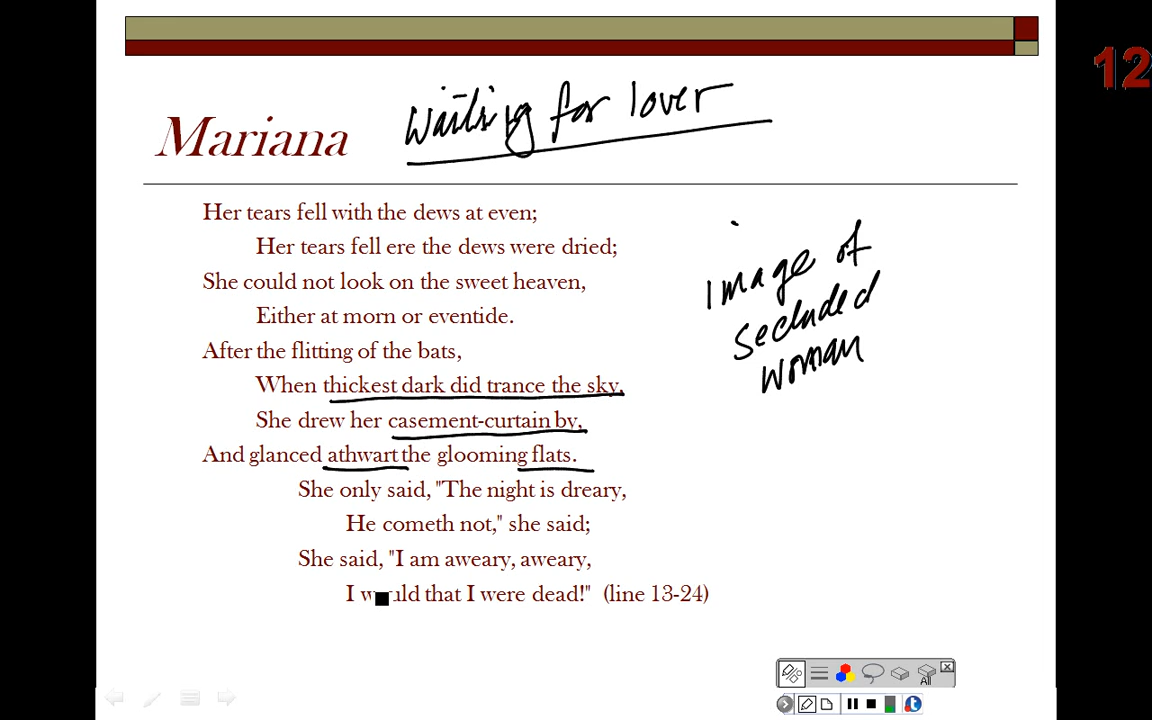 12
Mariana waiting for lover
Her tears fell with the dews at even;
Her tears fell ere the dews were dried;
She could not look on the sweet heaven,
Either at morn or eventide.
After the flitting of the bats,
When thickest dark did trance the sky,
She drew her casement-curtain by,
And glanced athwart the glooming flats.
She only said, "The night is dreary,
He cometh not," she said;
She said, "I am aweary, aweary,
I would that I were dead!" (line 13-24)
image of
secluded
woman
All